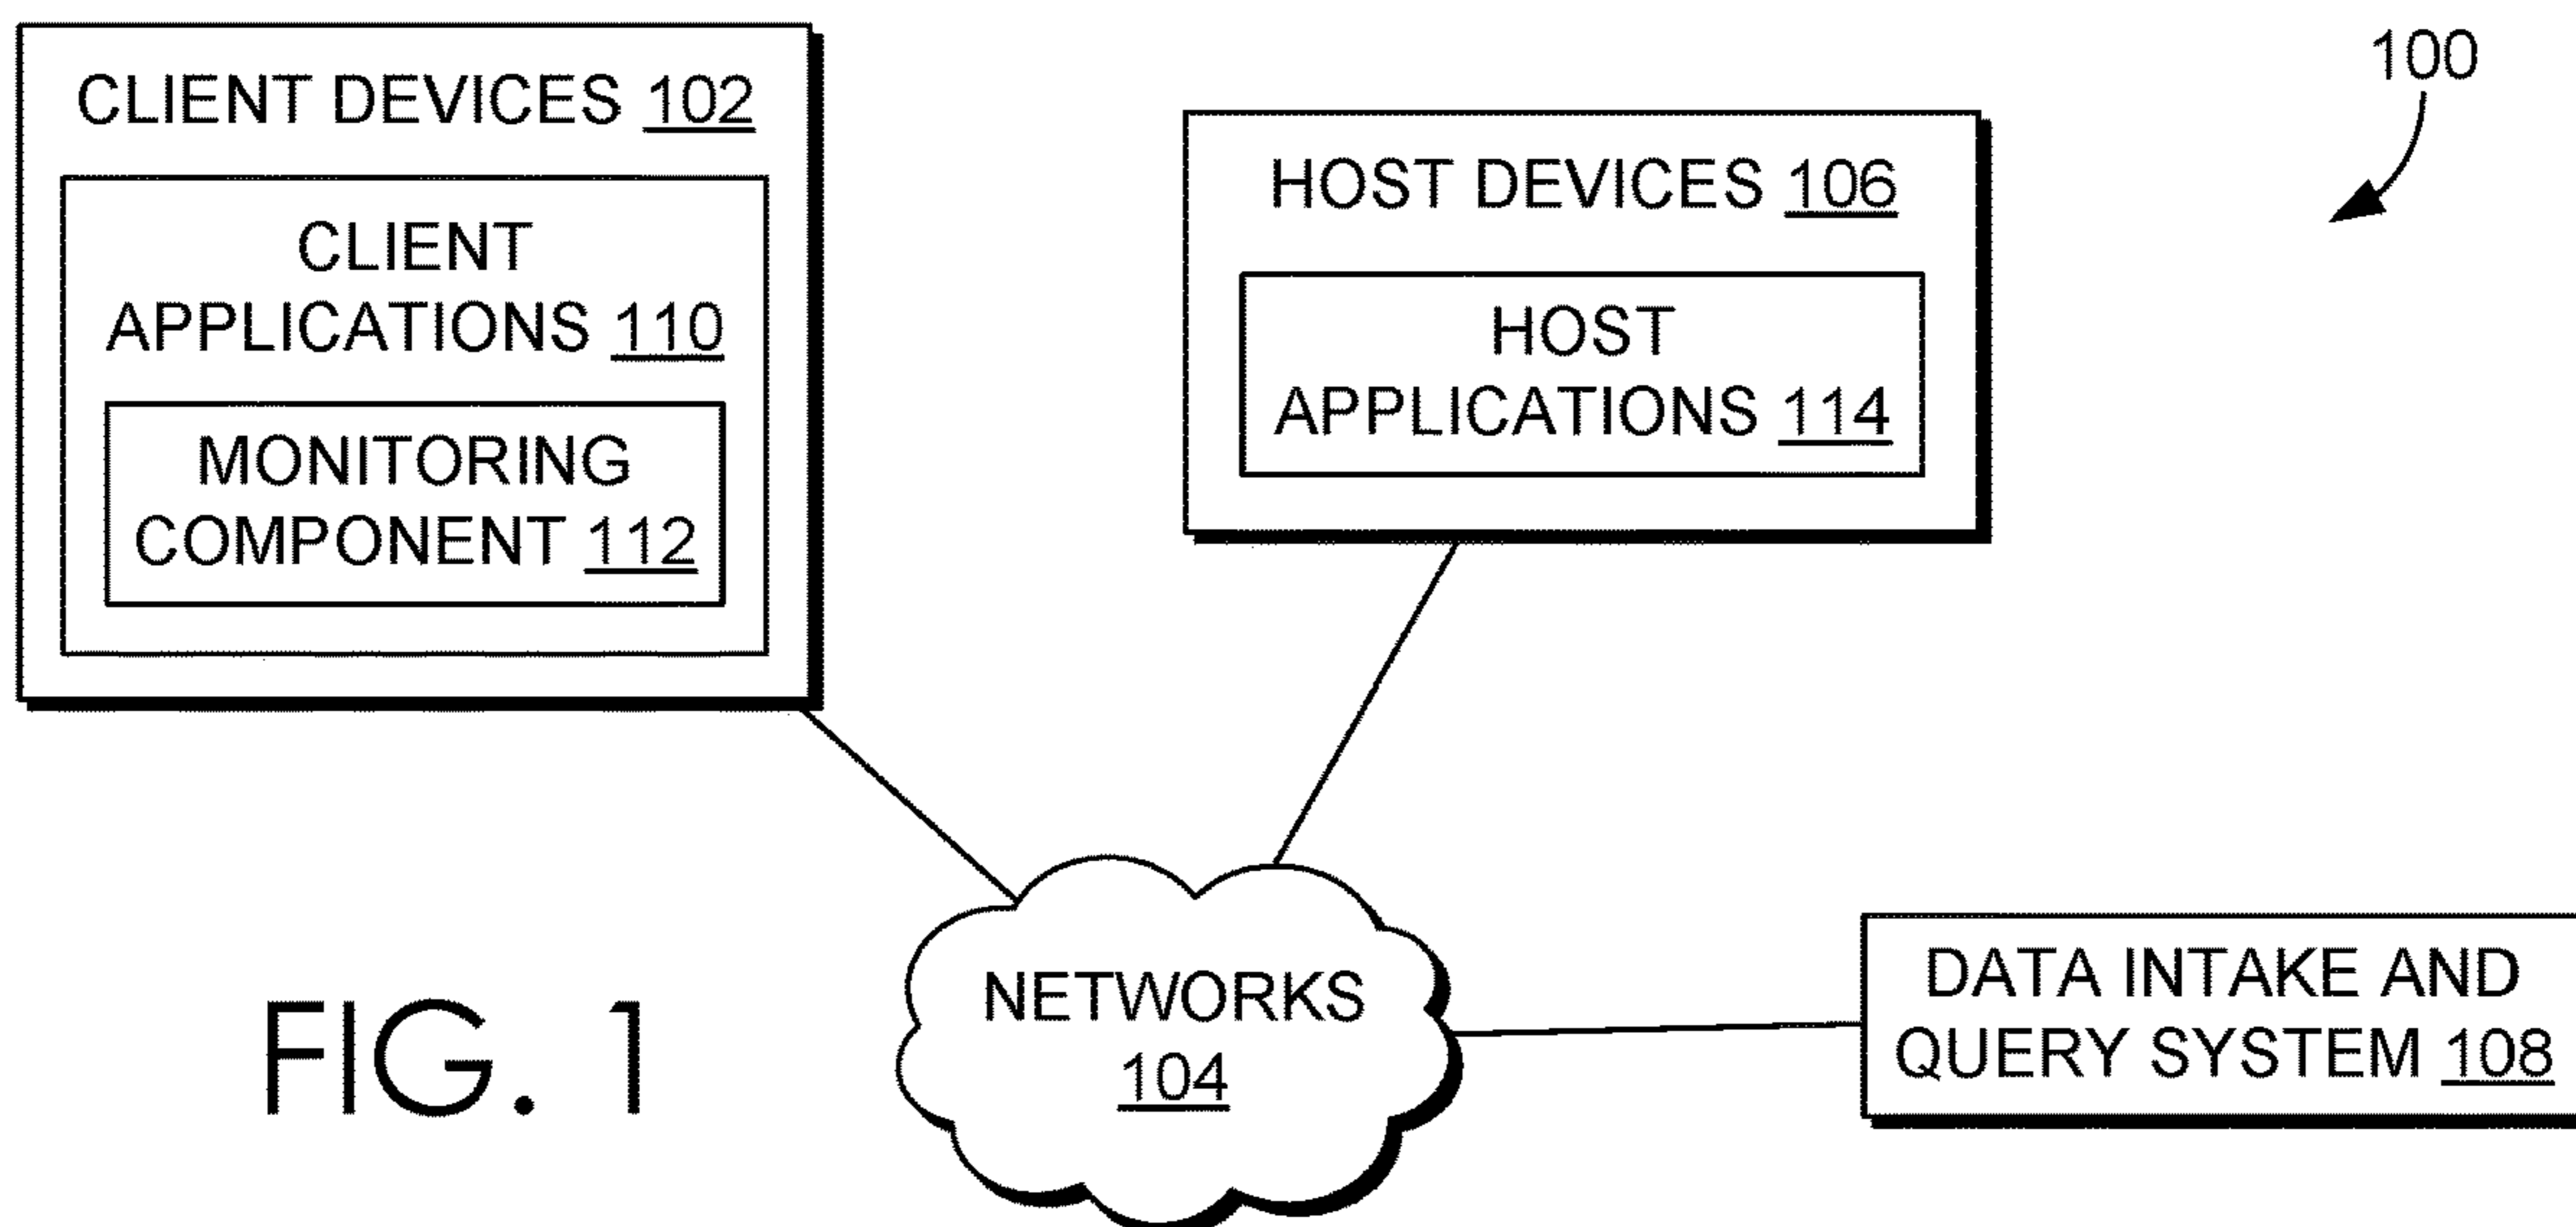 CLIENT DEVICES 102
CLIENT
APPLICATIONS 110
MONITORING
COMPONENT 112
HOST DEVICES 106
HOST
APPLICATIONS 114
100
NETWORKS
104
DATA INTAKE AND
QUERY SYSTEM 108
FIG. 1